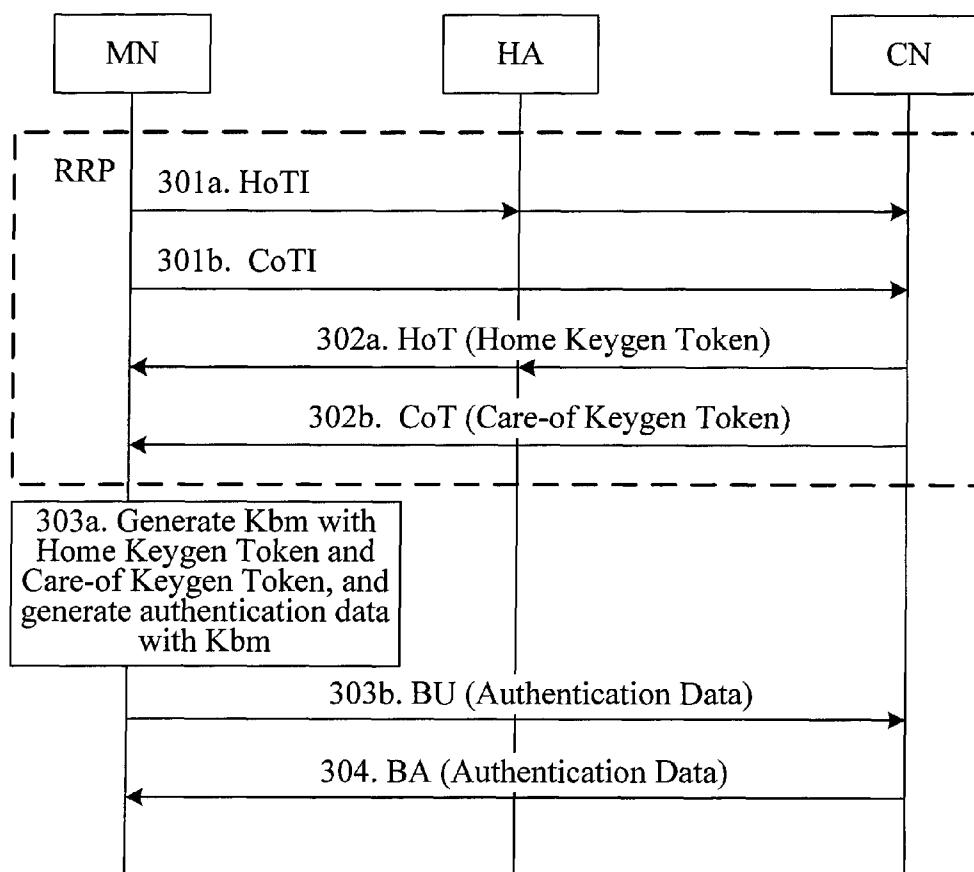 MN
HA
CN
RRP
301a. HoTI
301b. CoTI
302a. HoT (Home Keygen Token)
302b. CoT (Care-of Keygen Token)
303a. Generate Kbm with
Home Keygen Token and
Care-of Keygen Token, and
generate authentication data
with Kbm
303b. BU (Authentication Data)
304. BA (Authentication Data)